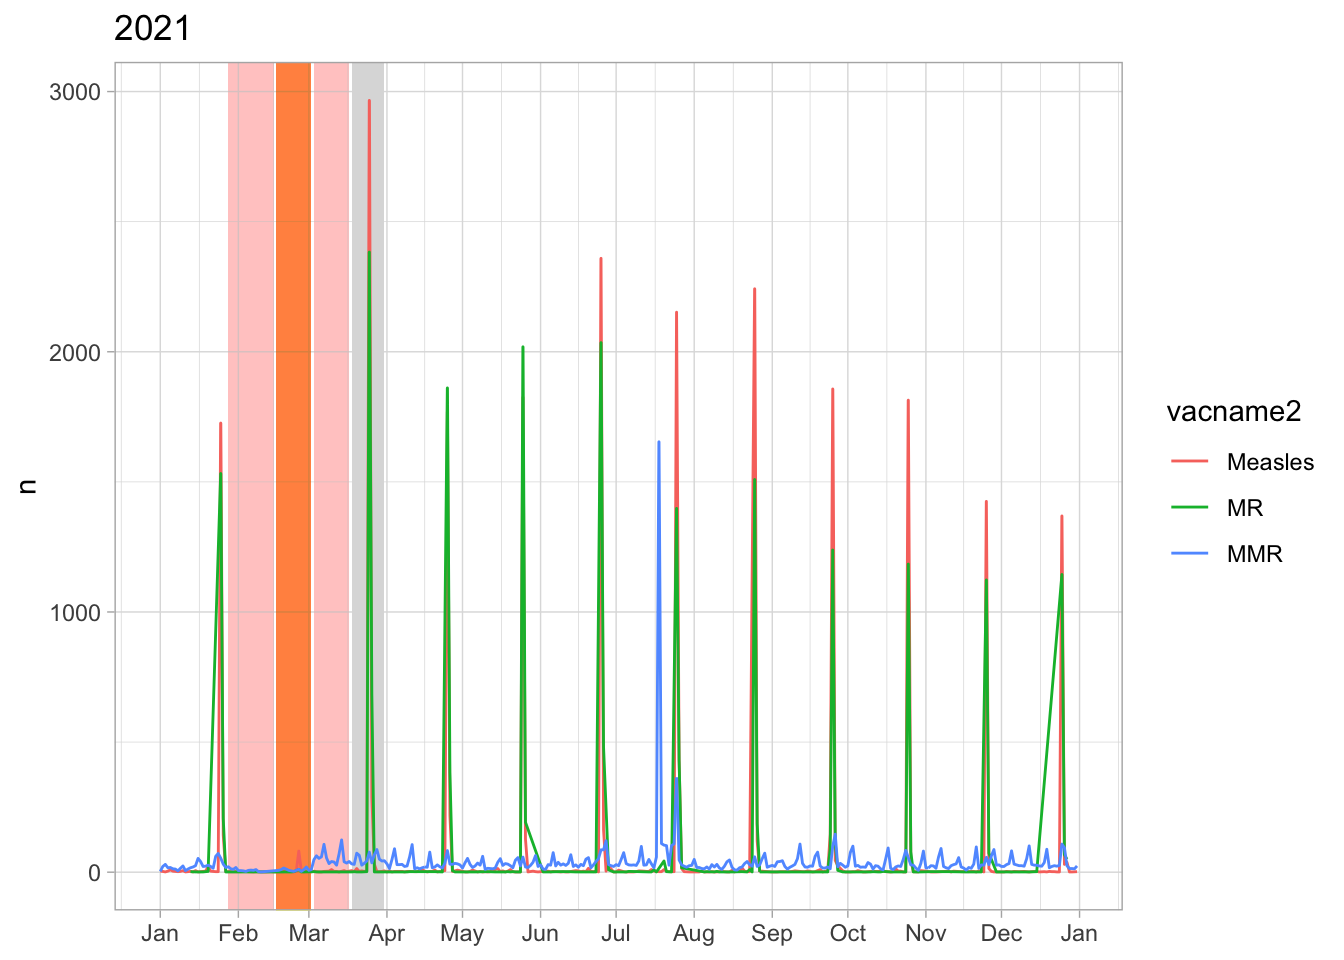 2021
3000
2000
1000
0
n
Jan Feb Mar Apr May Jun Jul Aug Sep Oct Nov Dec Jan
vacname2
Measles
MR
MMR